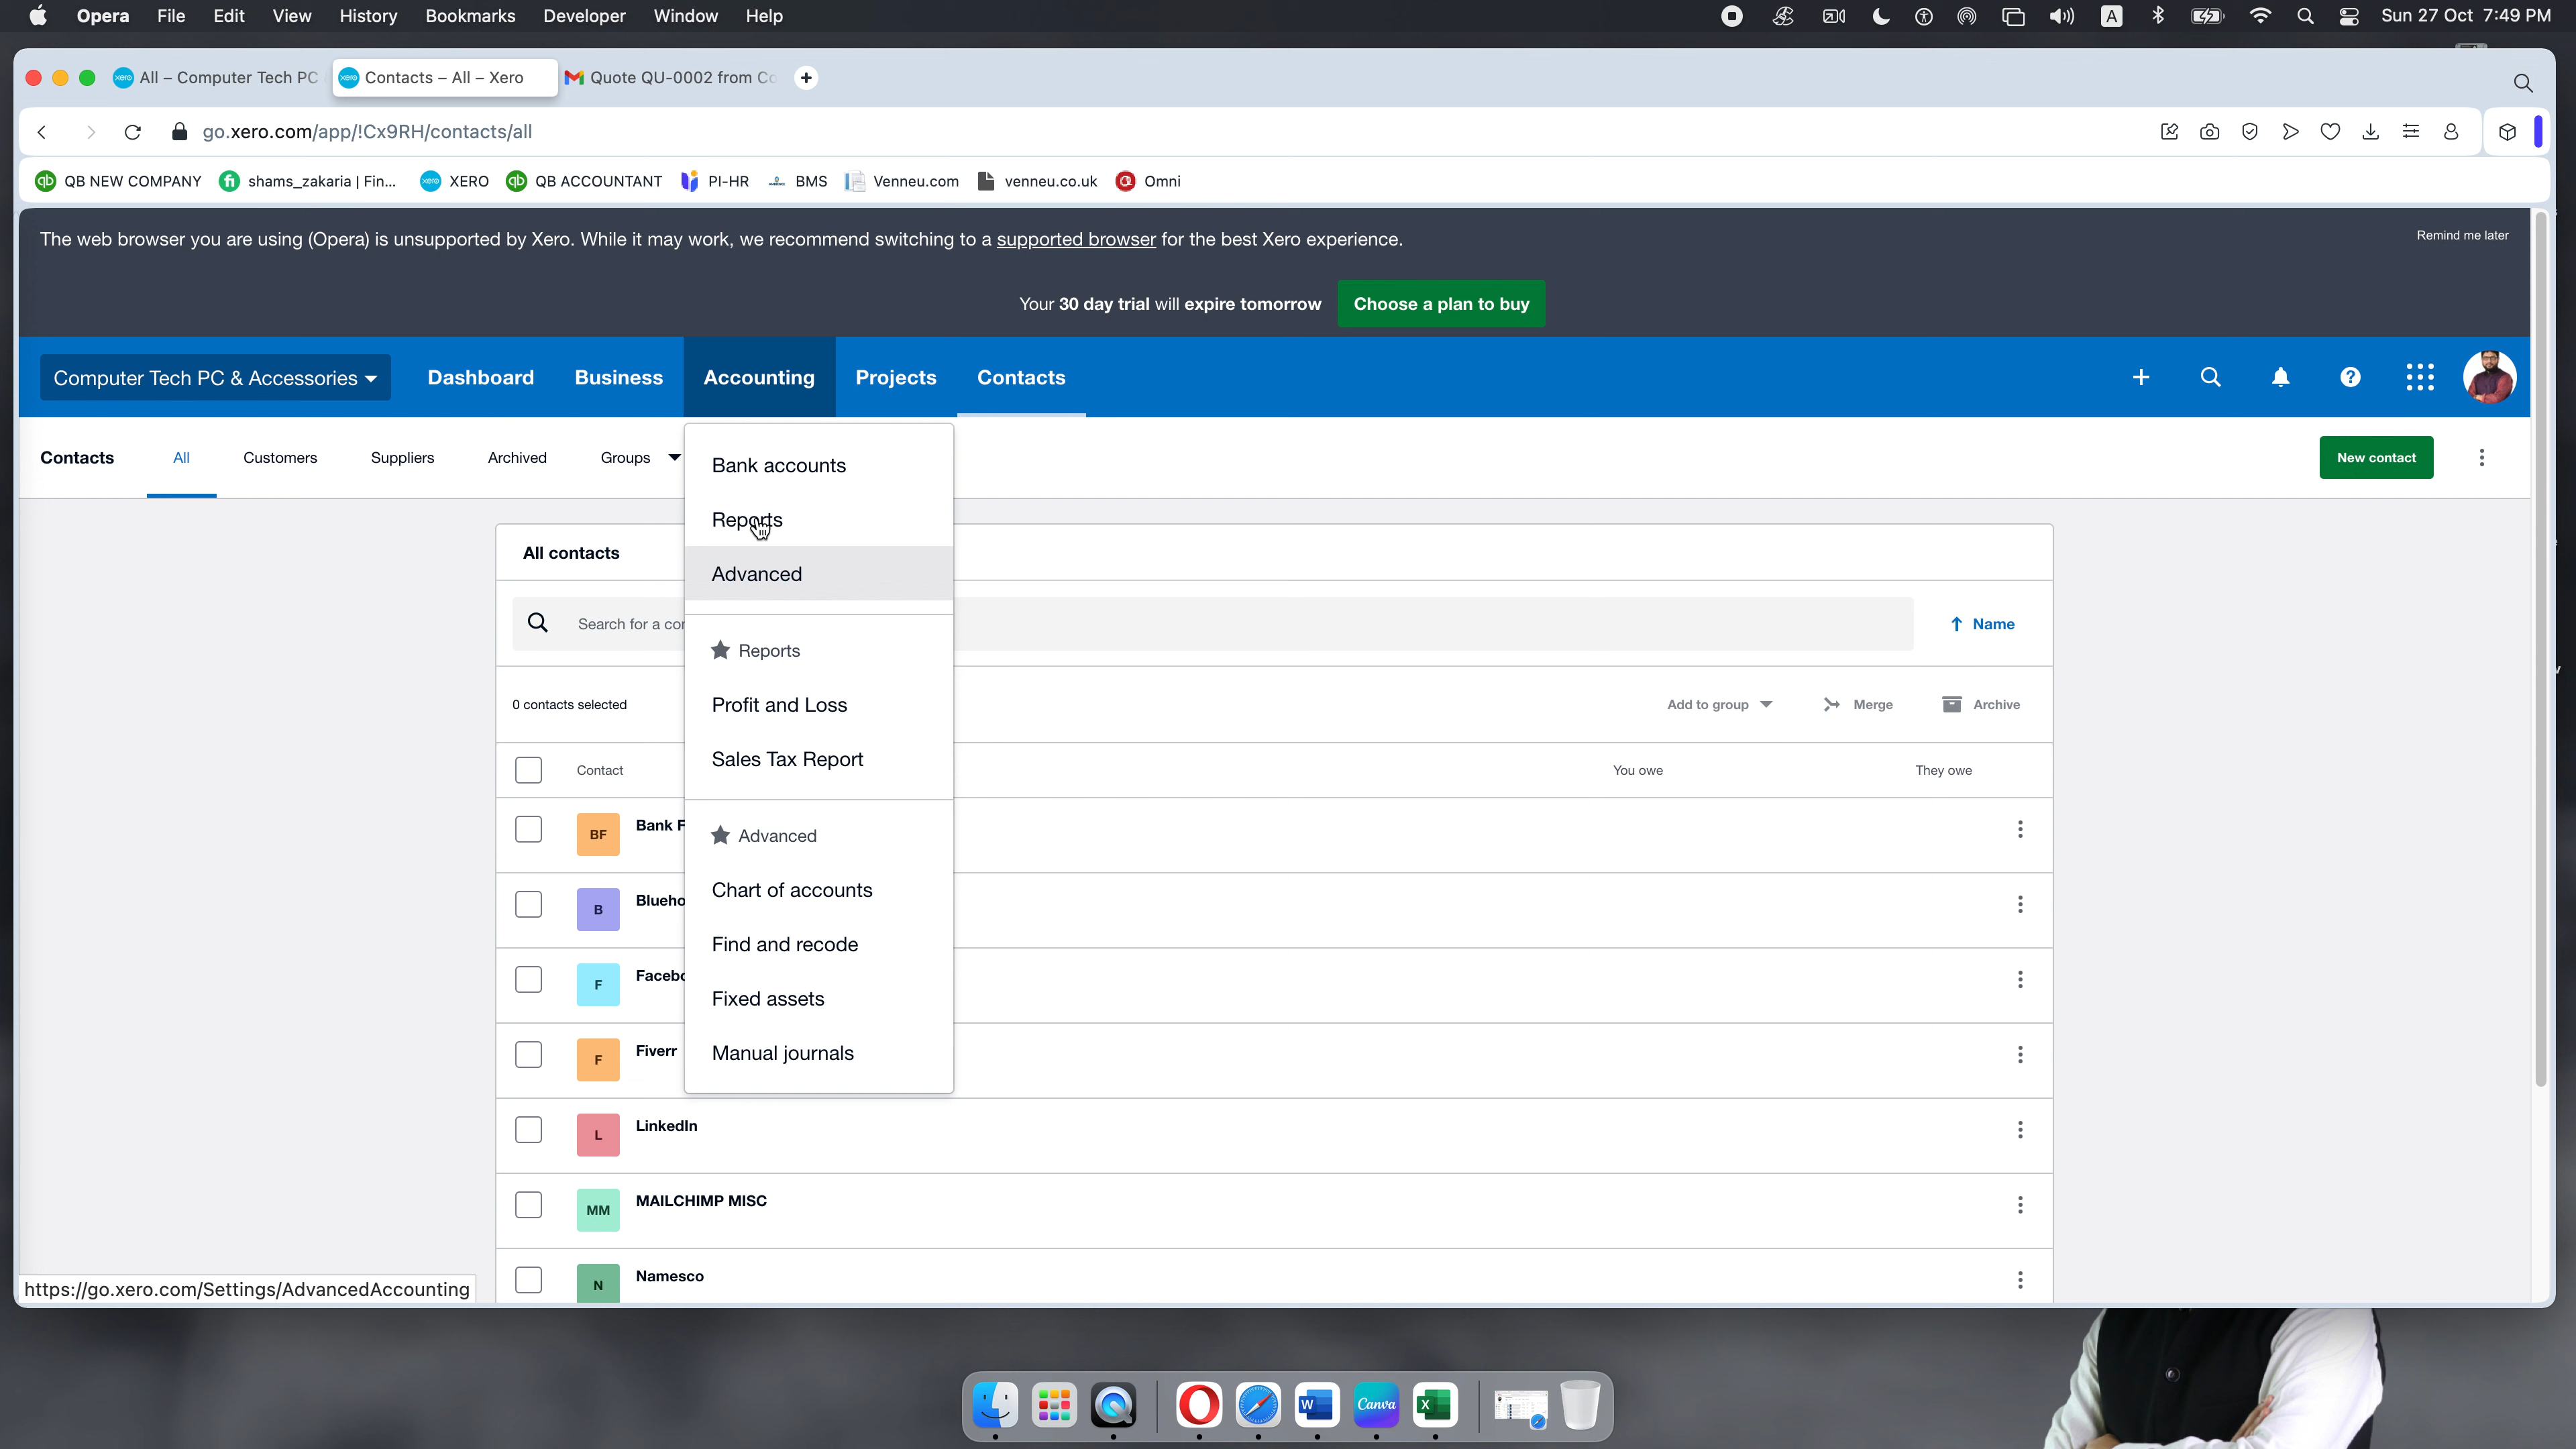 Opera File Edit View History Bookmarks Developer Window Help A Sun 27 Oct 7:49 PM
xero All – Computer Tech PC xero Contacts – All – Xero Quote QU-0002 from Co
go.xero.com/app/!Cx9RH/contacts/all
qb QB NEW COMPANY fi shams_zakaria | Fin... xero XERO qb QB ACCOUNTANT PI-HR BMS Venneu.com venneu.co.uk Omni
The web browser you are using (Opera) is unsupported by Xero. While it may work, we recommend switching to a supported browser for the best Xero experience. Remind me later
Your 30 day trial will expire tomorrow Choose a plan to buy
Computer Tech PC & Accessories Dashboard Business Accounting Projects Contacts
Contacts All Customers Suppliers Archived Groups New contact
Bank accounts
Reports
Advanced
Reports
Profit and Loss
Sales Tax Report
Advanced
Chart of accounts
Find and recode
Fixed assets
Manual journals
All contacts
Search for a con Name
0 contacts selected Add to group Merge Archive
Contact You owe They owe
BF Bank F
B Blueho
F Facebo
F Fiverr
L LinkedIn
MM MAILCHIMP MISC
N Namesco
https://go.xero.com/Settings/AdvancedAccounting
W Canva X